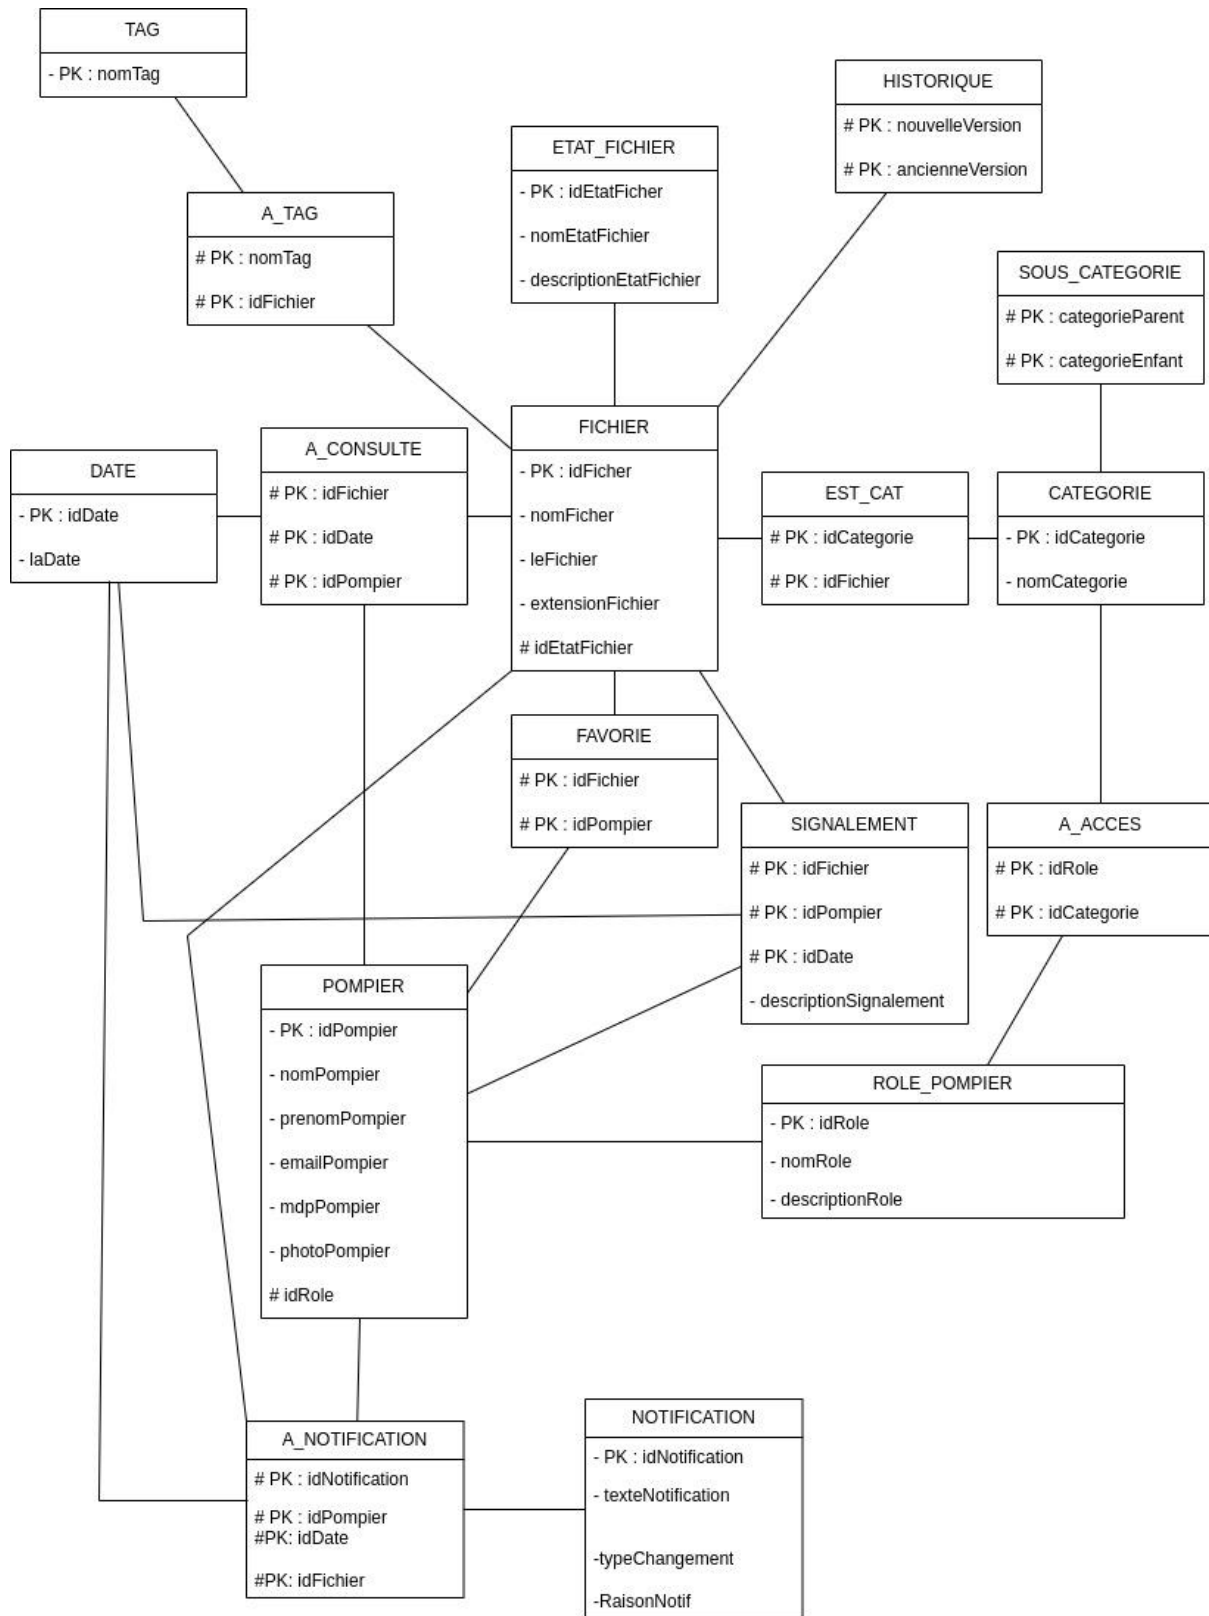 TAG
- PK : nomTag
HISTORIQUE
# PK : nouvelleVersion
# PK : ancienneVersion
ETAT_FICHIER
- PK : idEtatFicher
- nomEtatFichier
- descriptionEtatFichier
A_TAG
# PK : nomTag
# PK : idFichier
SOUS_CATEGORIE
# PK : categorieParent
# PK : categorieEnfant
DATE
- PK : idDate
- laDate
A_CONSULTE
# PK : idFichier
# PK : idDate
# PK : idPompier
FICHIER
- PK : idFicher
- nomFicher
- leFichier
- extensionFichier
# idEtatFichier
EST_CAT
# PK : idCategorie
# PK : idFichier
CATEGORIE
- PK : idCategorie
- nomCategorie
FAVORIE
# PK : idFichier
# PK : idPompier
SIGNALEMENT
# PK : idFichier
# PK : idPompier
# PK : idDate
- descriptionSignalement
A_ACCES
# PK : idRole
# PK : idCategorie
POMPIER
- PK : idPompier
- nomPompier
- prenomPompier
- emailPompier
- mdpPompier
- photoPompier
# idRole
ROLE_POMPIER
- PK : idRole
- nomRole
- descriptionRole
A_NOTIFICATION
# PK : idNotification
# PK : idPompier
#PK: idDate
#PK: idFichier
NOTIFICATION
- PK : idNotification
- texteNotification
-typeChangement
-RaisonNotif